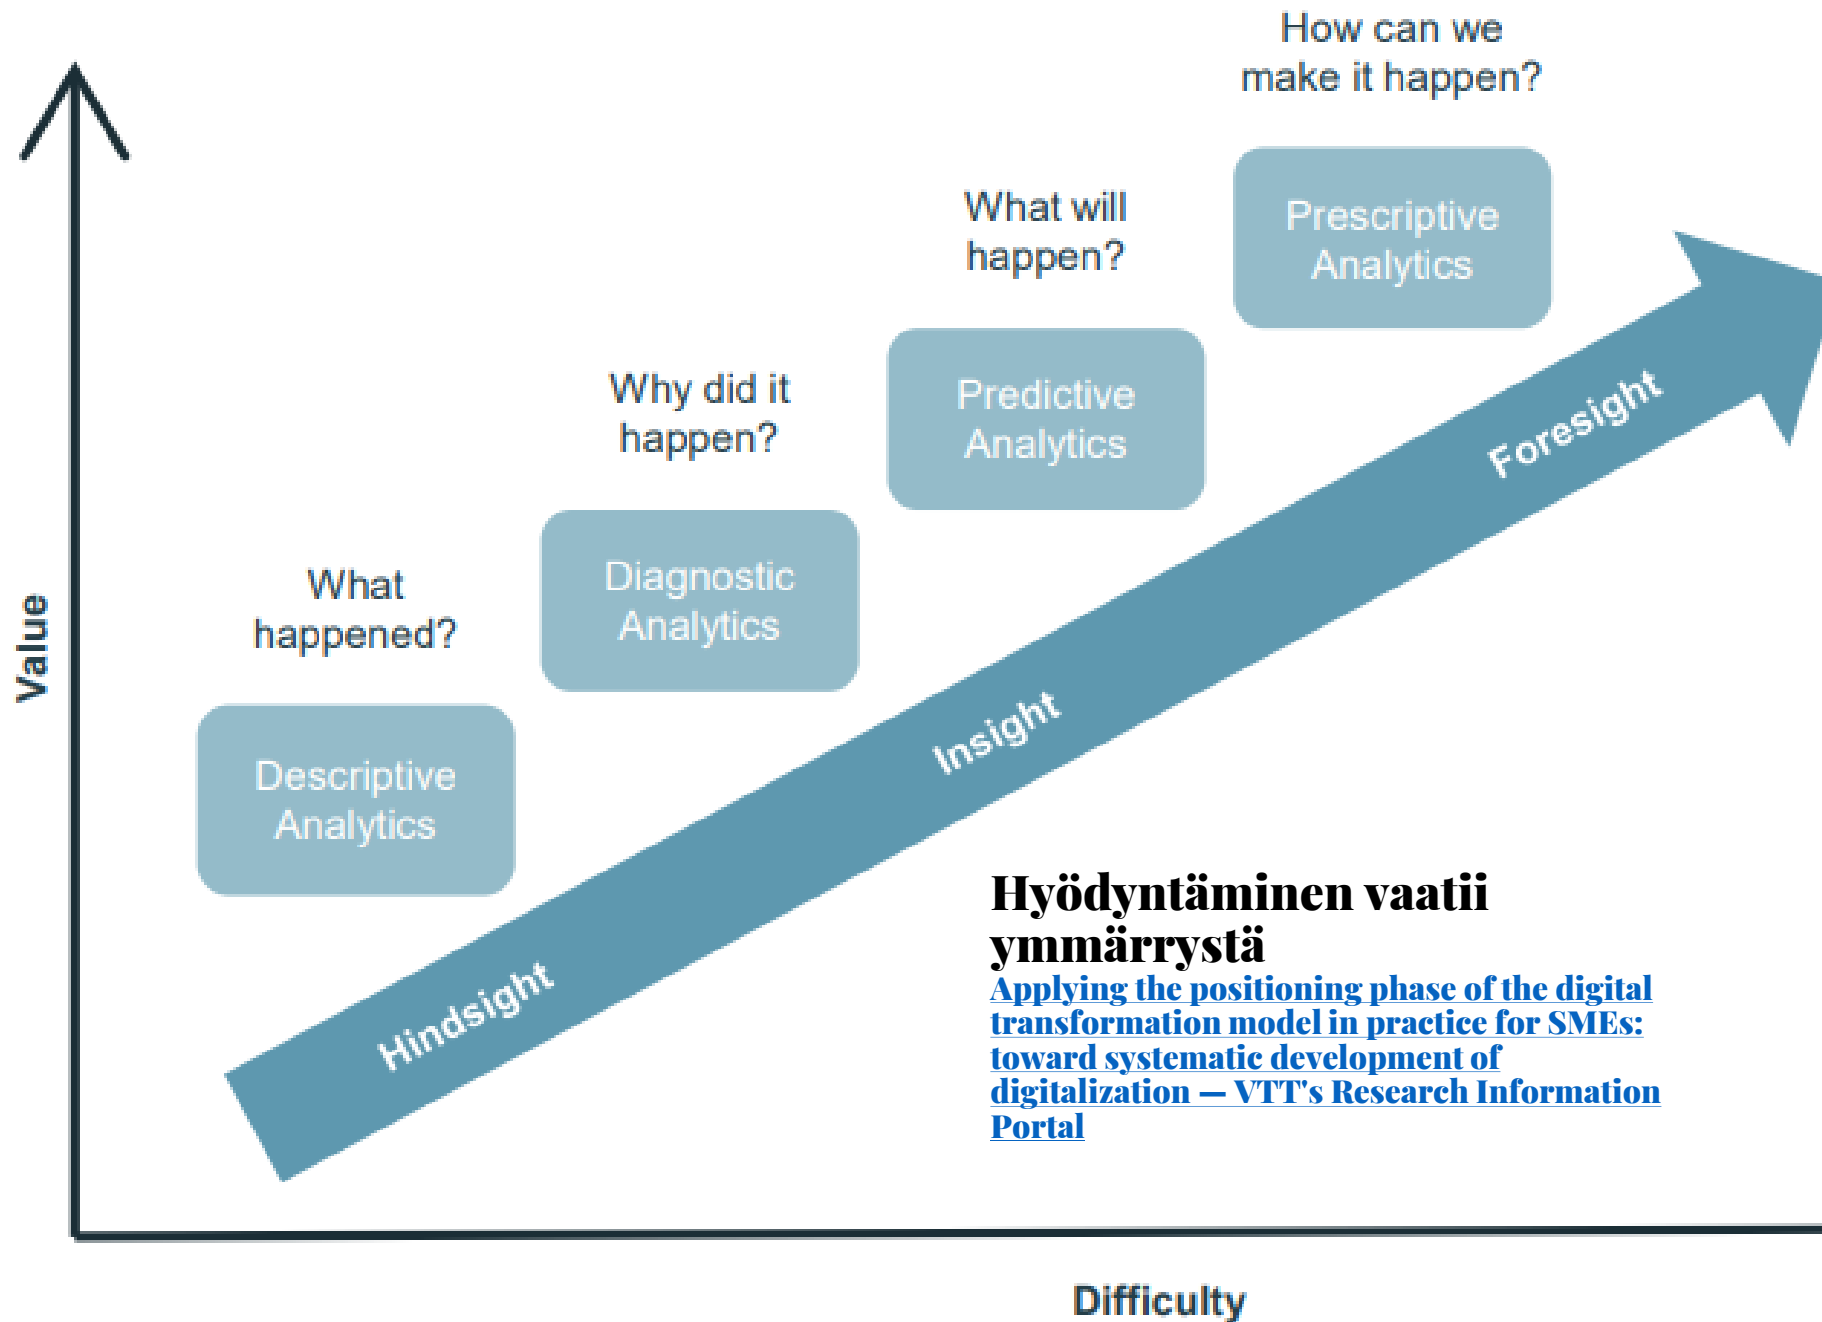 How can we
make it happen?
Prescriptive
Analytics
What will
happen?
Predictive
Analytics
Why did it
happen?
Diagnostic
Analytics
What
happened?
Descriptive
Analytics
Value
Foresight
Insight
Hindsight
Hyödyntäminen vaatii
ymmärrystä
Applying the positioning phase of the digital
transformation model in practice for SMEs:
toward systematic development of
digitalization — VTT's Research Information
Portal
Difficulty